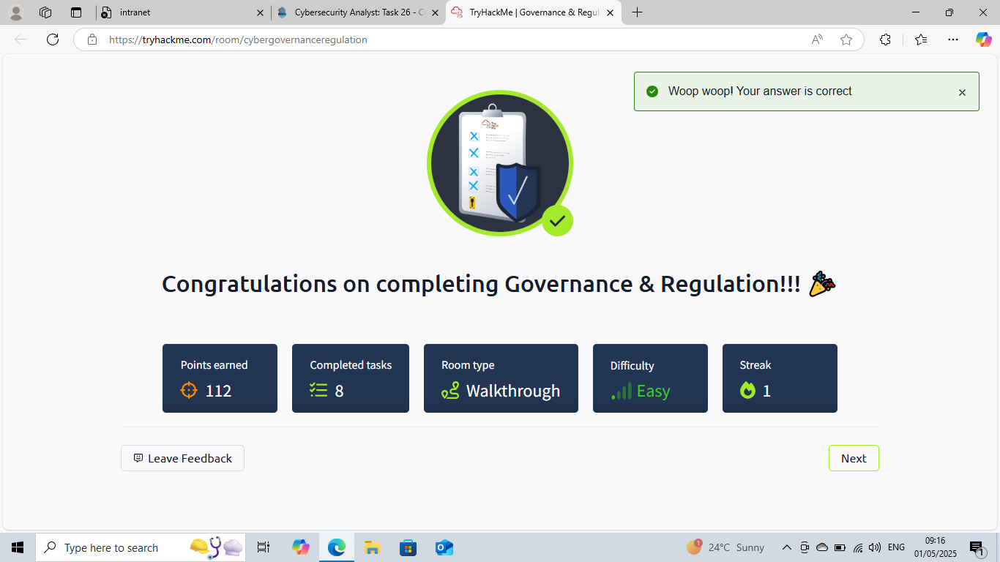 intranet
Cybersecurity Analyst: Task 26 - C
TryHackMe | Governance & Regul
https://tryhackme.com/room/cybergovernanceregulation
Woop woop! Your answer is correct
Congratulations on completing Governance & Regulation!!! 🎉
Points earned
112
Completed tasks
8
Room type
Walkthrough
Difficulty
Easy
Streak
1
Leave Feedback
Next
Type here to search
1
24°C Sunny
ENG
09:16
01/05/2025
1